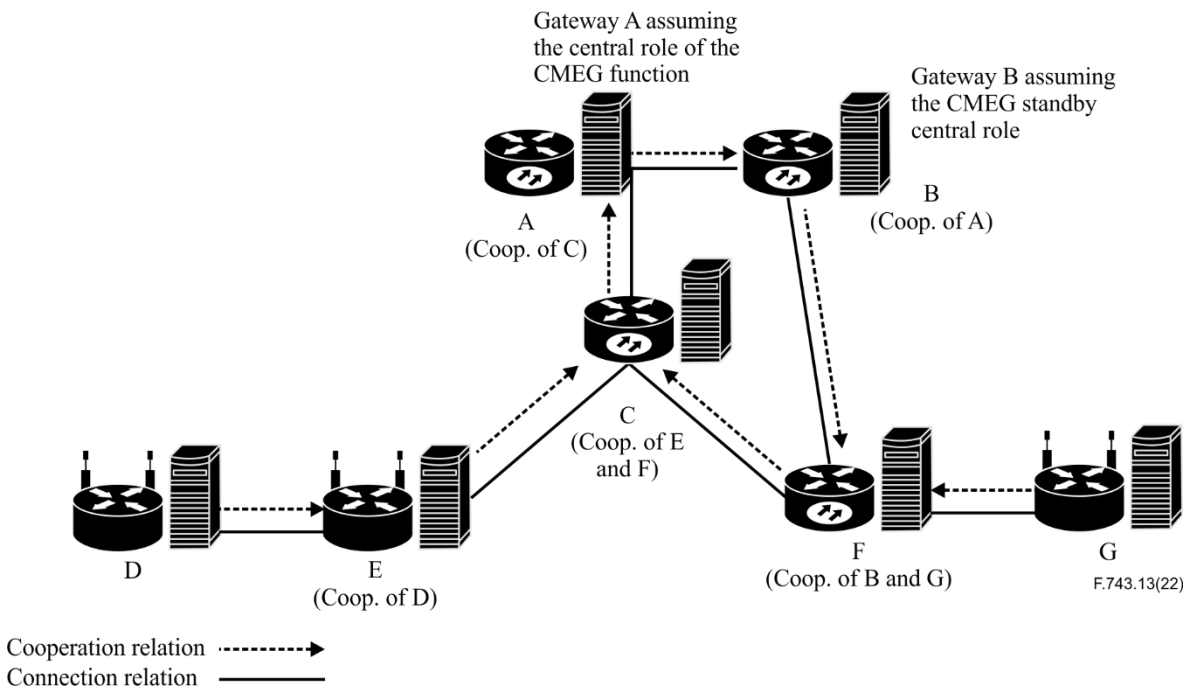 Gateway A assuming
the central role of the
CMEG function
Gateway B assuming
the CMEG standby
central role
A
(Coop. of C)
B
(Coop. of A)
C
(Coop. of E
and F)
D
E
(Coop. of D)
F
(Coop. of B and G)
G
F.743.13(22)
Cooperation relation
Connection relation